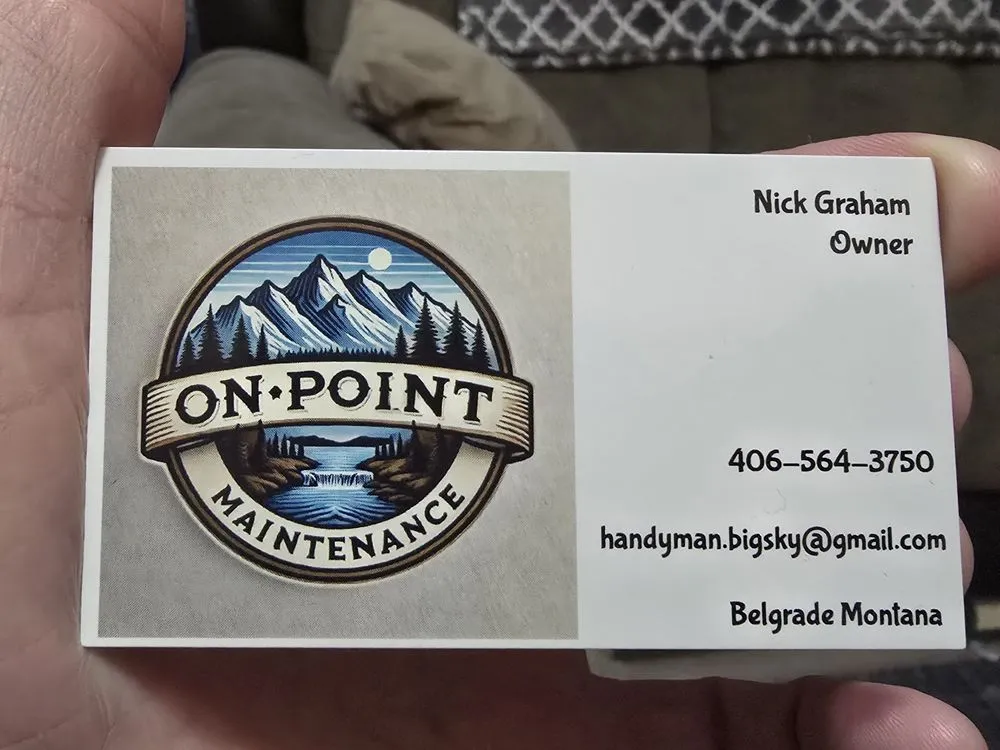 ON·POINT
MAINTENANCE
Nick Graham
Owner
406-564-3750
handyman.bigsky@gmail.com
Belgrade Montana